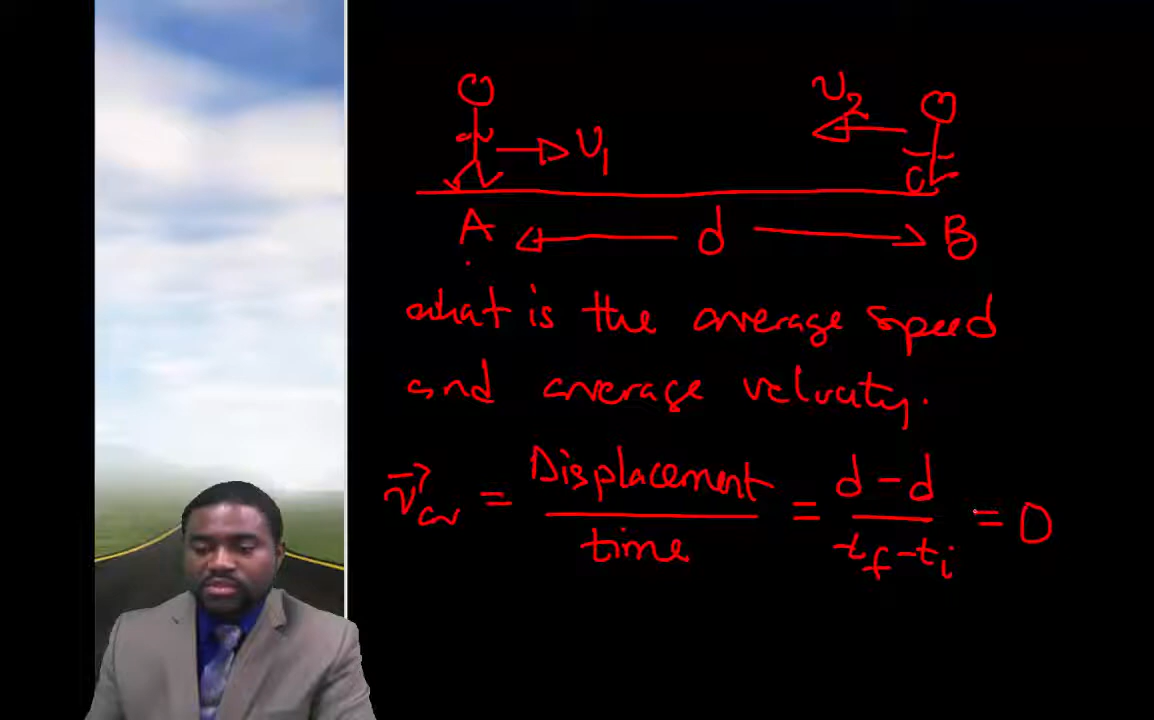 v₂
v₁
A d B
what is the average speed
and average velocity.
v⃗av = Displacement / time = d - d / tf - ti = 0